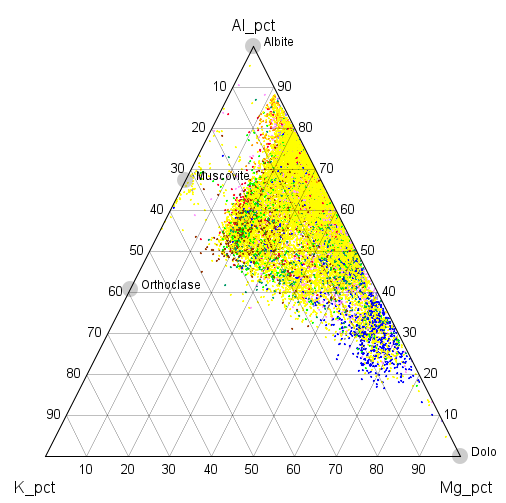 Al_pct
Albite
10 90
20 80
30 Muscovite 70
40 60
50 50
60 Orthoclase 40
70 30
80 20
90 10
Dolo
10 20 30 40 50 60 70 80 90
K_pct Mg_pct